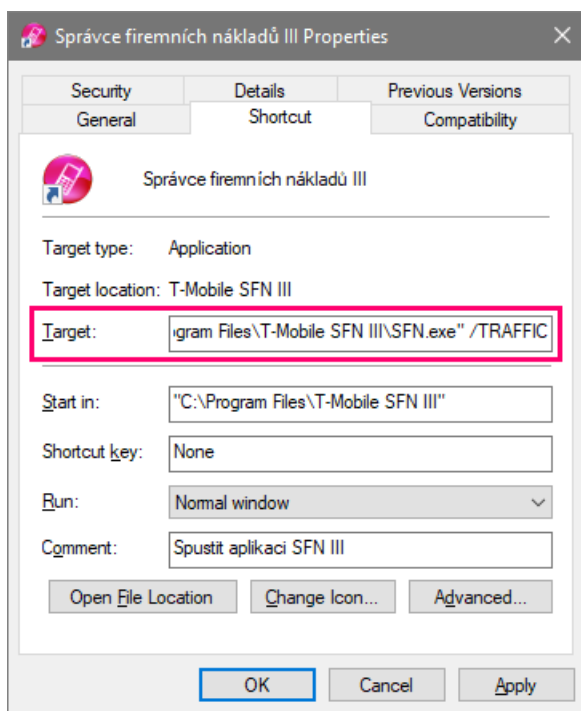 Správce firemních nákladů III Properties
Security Details Previous Versions
General Shortcut Compatibility
Správce firemních nákladů III
Target type: Application
Target location: T-Mobile SFN III
Target: gram Files\T-Mobile SFN III\SFN.exe" /TRAFFIC
Start in: "C:\Program Files\T-Mobile SFN III"
Shortcut key: None
Run: Normal window
Comment: Spustit aplikaci SFN III
Open File Location Change Icon... Advanced...
OK Cancel Apply